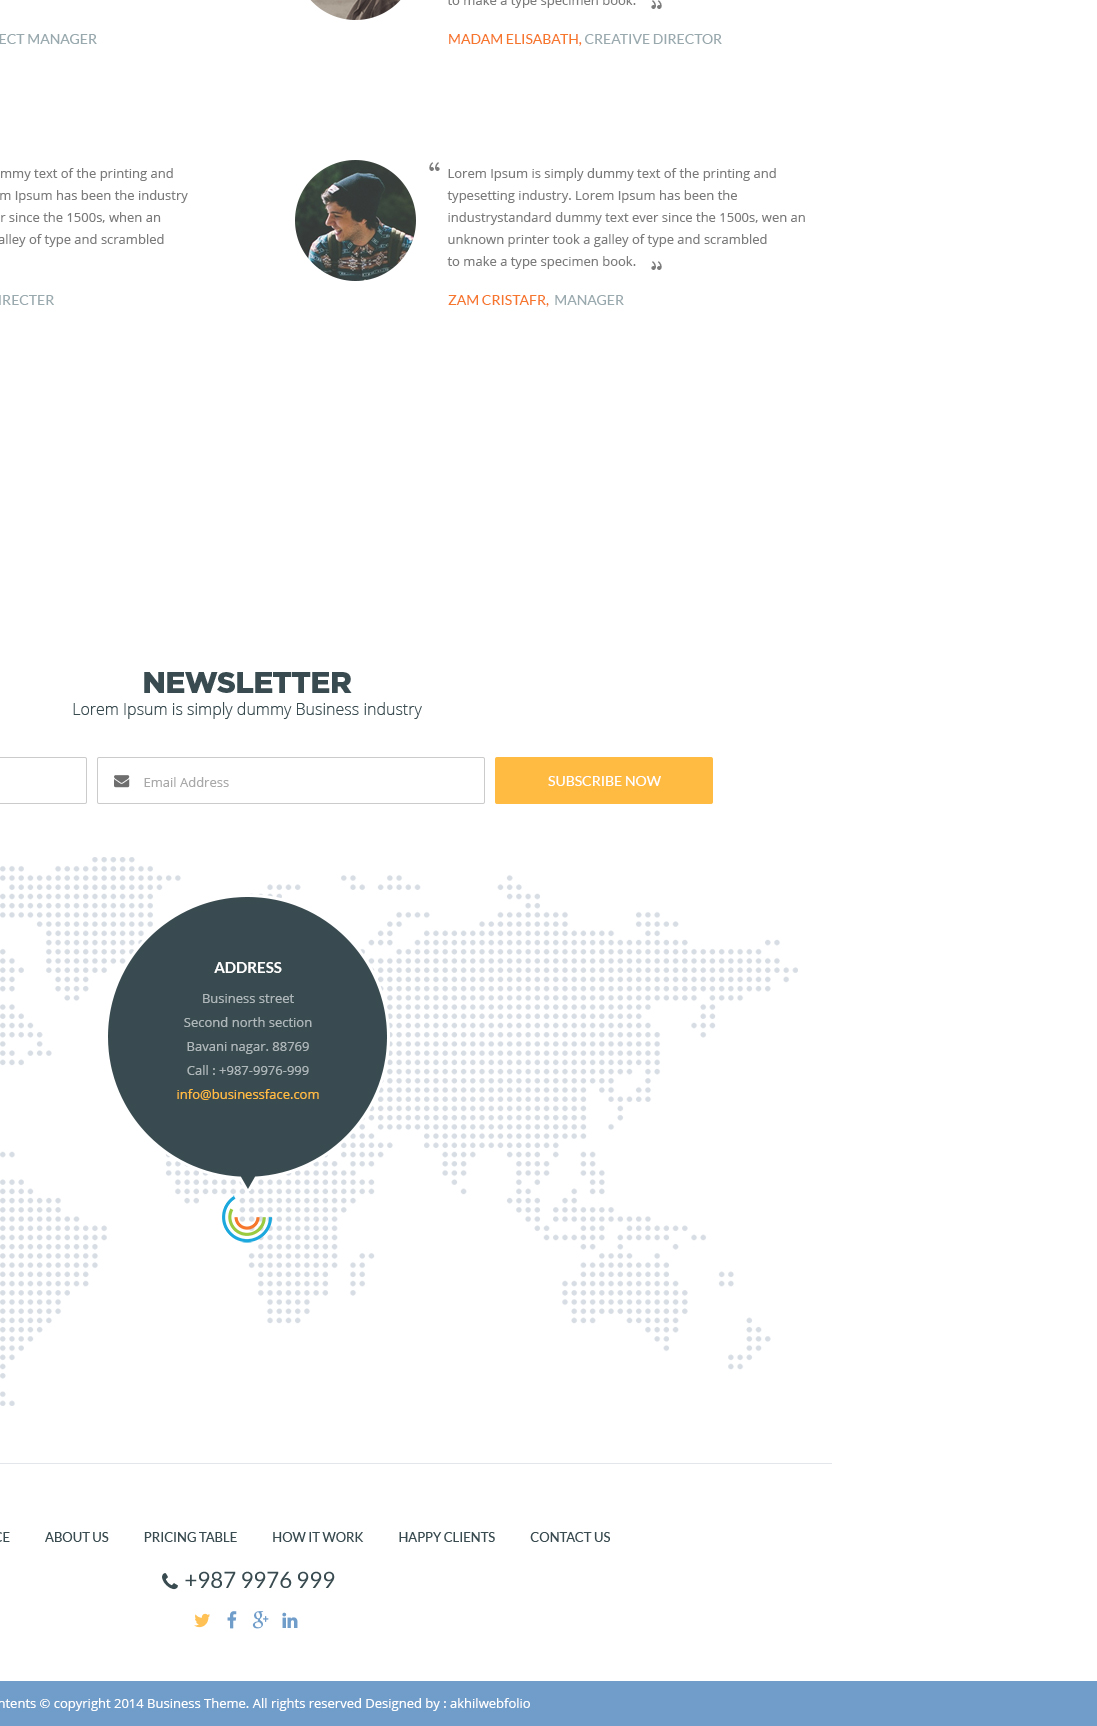 to make a type specimen book. ”
ECT MANAGER
MADAM ELISABATH, CREATIVE DIRECTOR
mmy text of the printing and
m Ipsum has been the industry
r since the 1500s, when an
alley of type and scrambled
IRECTER
“ Lorem Ipsum is simply dummy text of the printing and
typesetting industry. Lorem Ipsum has been the
industrystandard dummy text ever since the 1500s, wen an
unknown printer took a galley of type and scrambled
to make a type specimen book. ”
ZAM CRISTAFR, MANAGER
NEWSLETTER
Lorem Ipsum is simply dummy Business industry
Email Address
SUBSCRIBE NOW
ADDRESS
Business street
Second north section
Bavani nagar. 88769
Call : +987-9976-999
info@businessface.com
CE ABOUT US PRICING TABLE HOW IT WORK HAPPY CLIENTS CONTACT US
+987 9976 999
ntents © copyright 2014 Business Theme. All rights reserved Designed by : akhilwebfolio